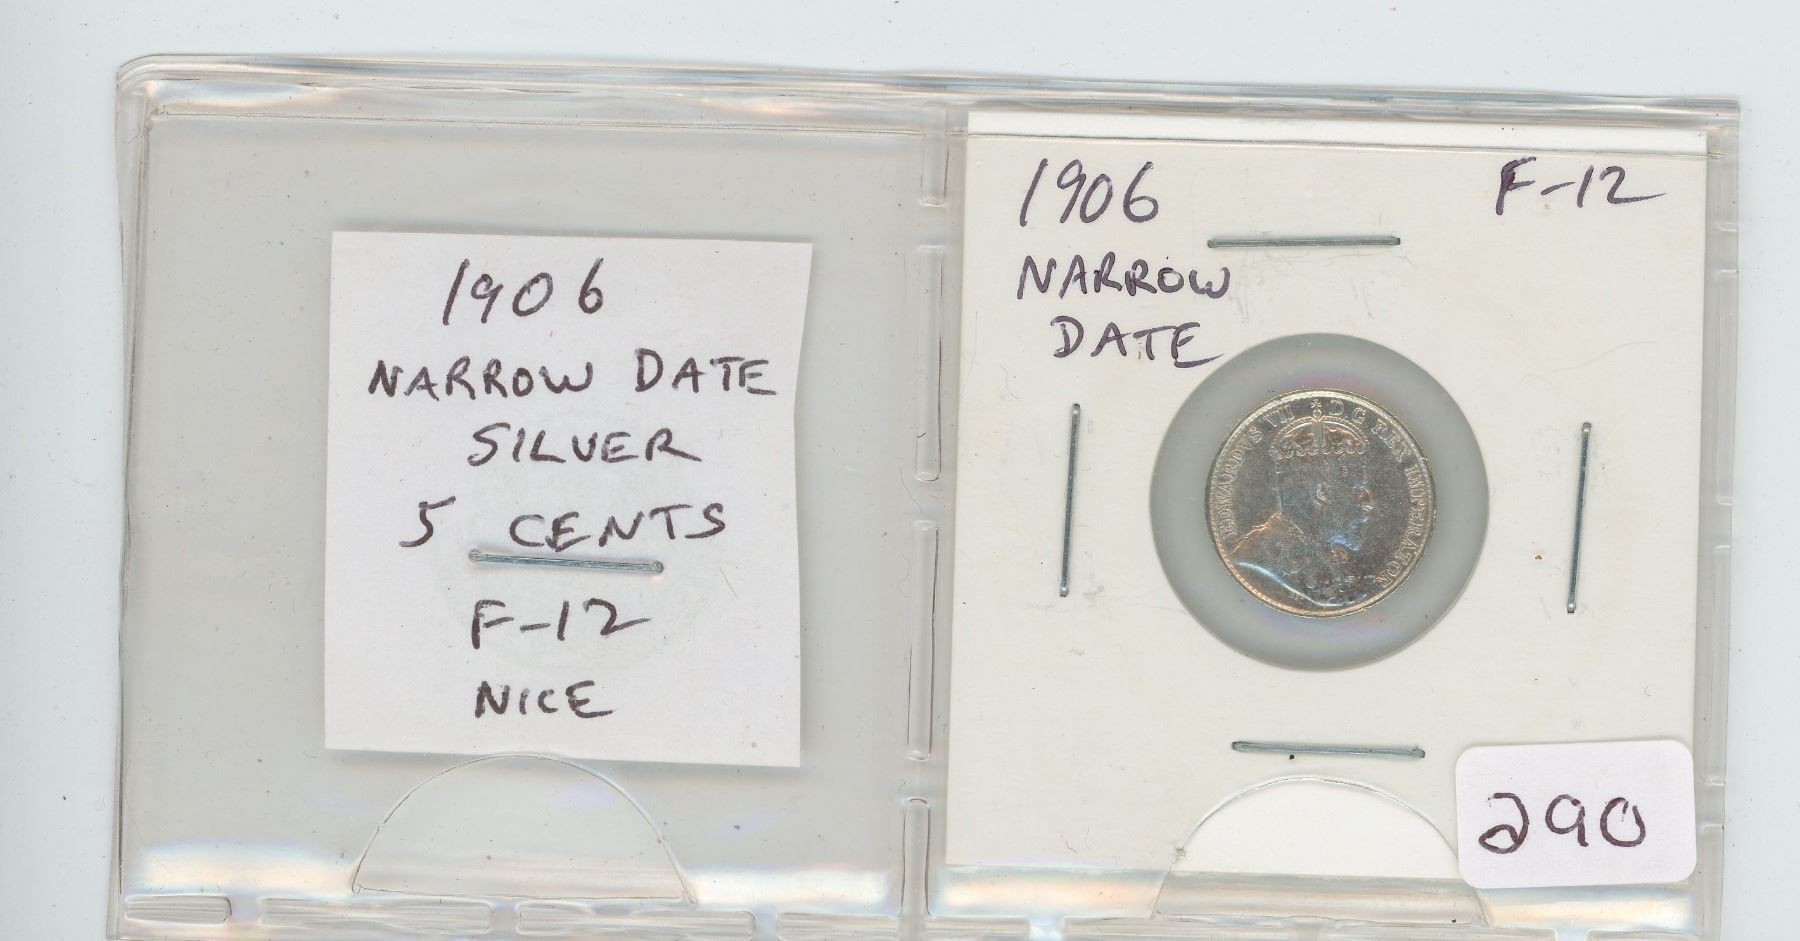 1906
NARROW DATE
SILVER
5 CENTS
F-12
NICE
1906
NARROW
DATE
F-12
EDWARDVS VII D.G. REX IMPERATOR
290